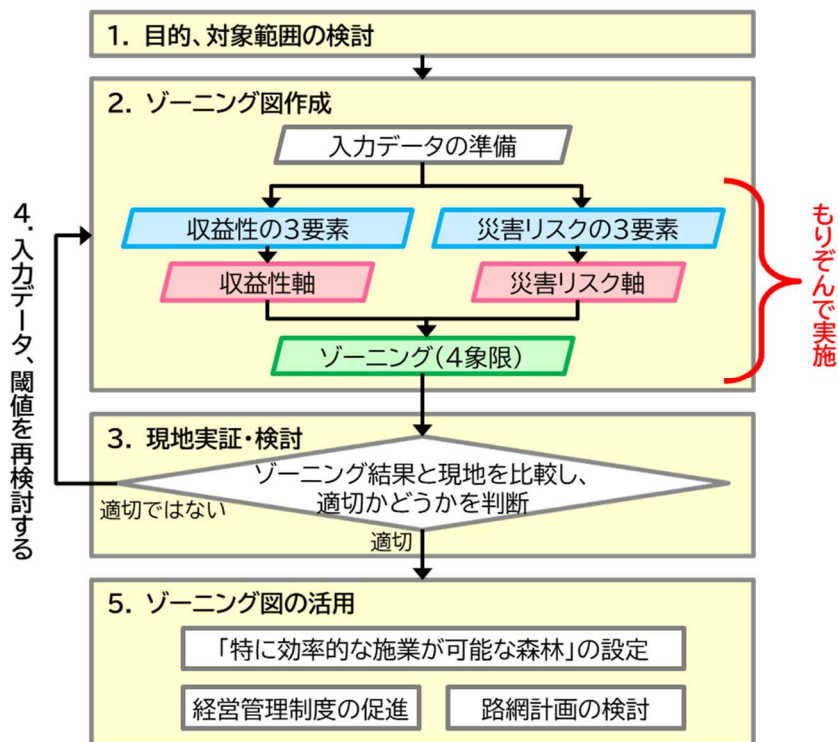 1. 目的、対象範囲の検討
2. ゾーニング図作成
入力データの準備
収益性の3要素
災害リスクの3要素
収益性軸
災害リスク軸
ゾーニング(4象限)
もりぞんで実施
4. 入力データ、閾値を再検討する
3. 現地実証・検討
ゾーニング結果と現地を比較し、
適切かどうかを判断
適切ではない
適切
5. ゾーニング図の活用
「特に効率的な施業が可能な森林」の設定
経営管理制度の促進
路網計画の検討